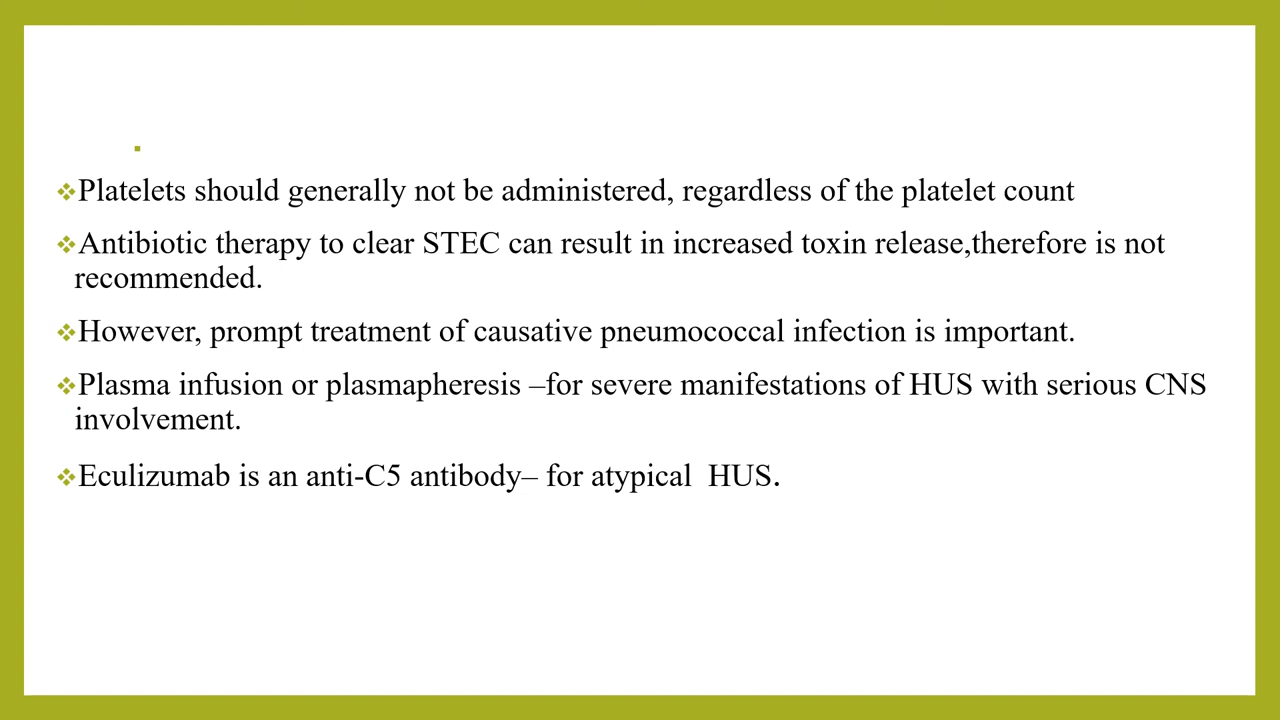 ❖Platelets should generally not be administered, regardless of the platelet count
❖Antibiotic therapy to clear STEC can result in increased toxin release,therefore is not
recommended.
❖However, prompt treatment of causative pneumococcal infection is important.
❖Plasma infusion or plasmapheresis –for severe manifestations of HUS with serious CNS
involvement.
❖Eculizumab is an anti-C5 antibody– for atypical  HUS.